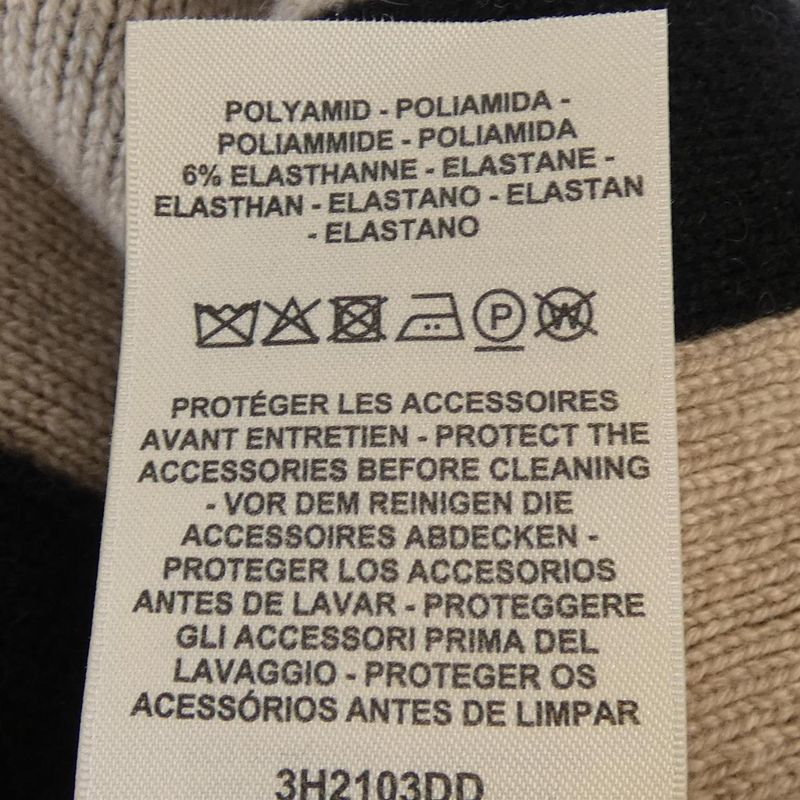 POLYAMID - POLIAMIDA -
POLIAMMIDE - POLIAMIDA
6% ELASTHANNE - ELASTANE -
ELASTHAN - ELASTANO - ELASTAN
- ELASTANO
P W
PROTÉGER LES ACCESSOIRES
AVANT ENTRETIEN - PROTECT THE
ACCESSORIES BEFORE CLEANING
- VOR DEM REINIGEN DIE
ACCESSOIRES ABDECKEN -
PROTEGER LOS ACCESORIOS
ANTES DE LAVAR - PROTEGGERE
GLI ACCESSORI PRIMA DEL
LAVAGGIO - PROTEGER OS
ACESSÓRIOS ANTES DE LIMPAR
3H2103DD